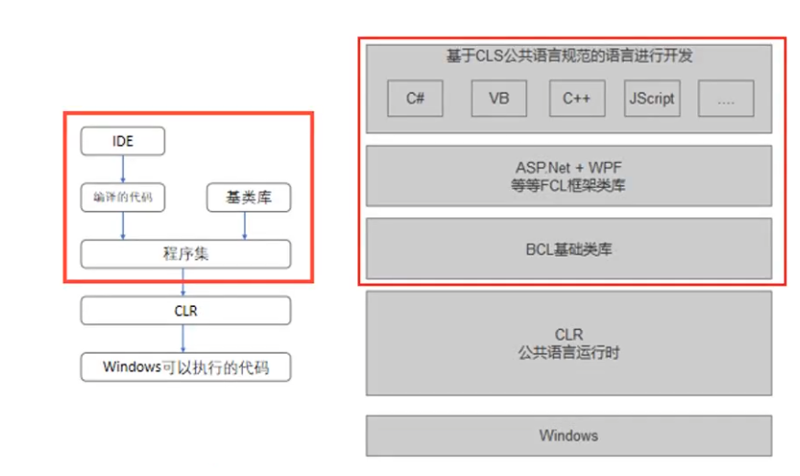 IDE
编译的代码
基类库
程序集
CLR
Windows可以执行的代码
基于CLS公共语言规范的语言进行开发
C#
VB
C++
JScript
....
ASP.Net + WPF
等等FCL框架类库
BCL基础类库
CLR
公共语言运行时
Windows